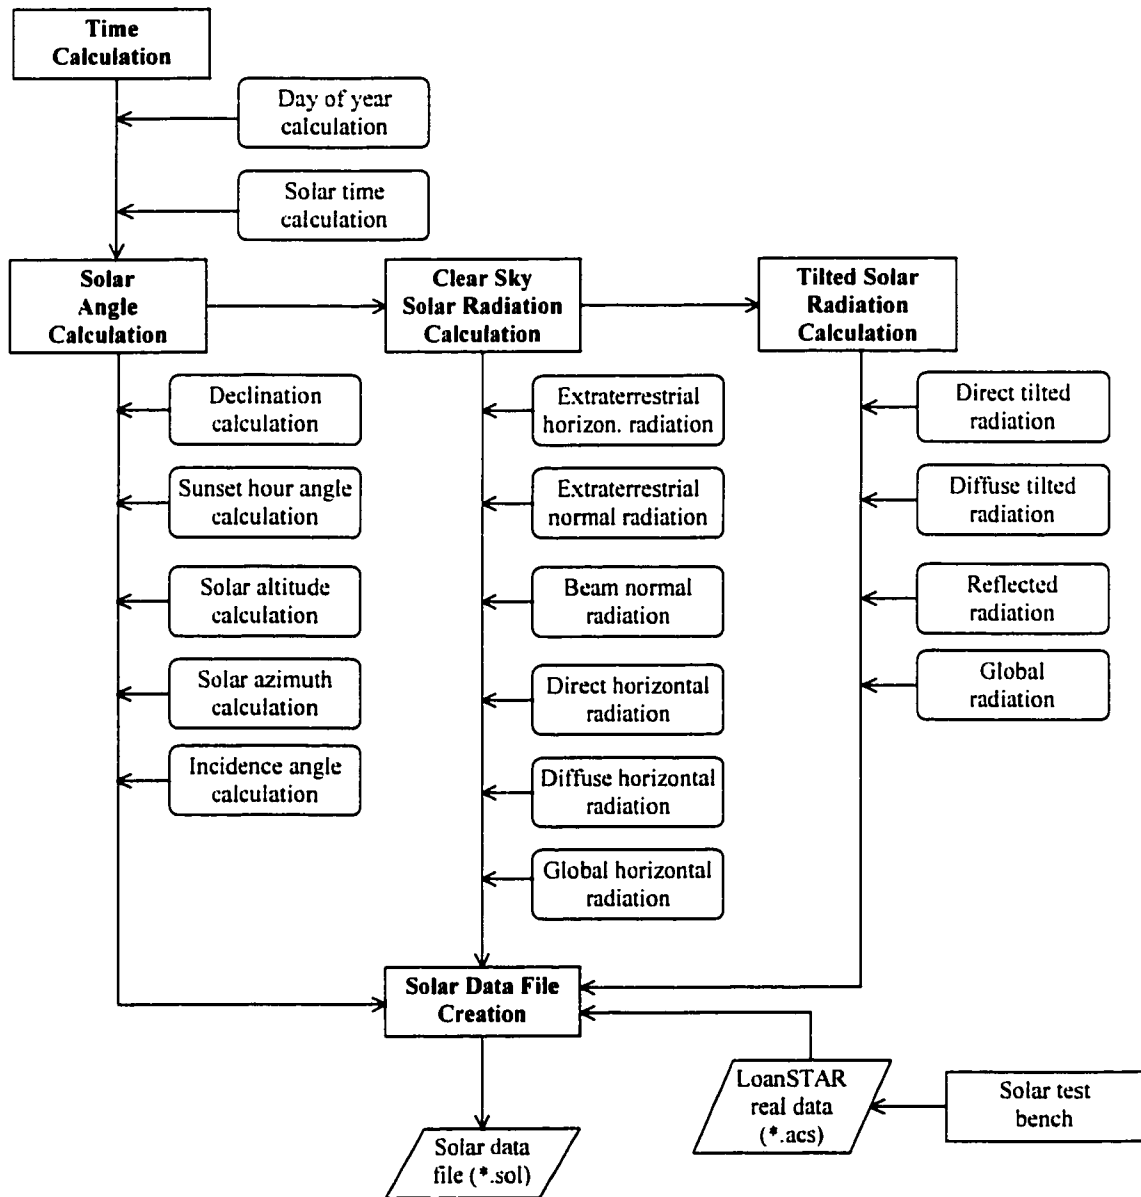 Time
Calculation
Day of year
calculation
Solar time
calculation
Solar
Angle
Calculation
Clear Sky
Solar Radiation
Calculation
Tilted Solar
Radiation
Calculation
Declination
calculation
Sunset hour angle
calculation
Solar altitude
calculation
Solar azimuth
calculation
Incidence angle
calculation
Extraterrestrial
horizon. radiation
Extraterrestrial
normal radiation
Beam normal
radiation
Direct horizontal
radiation
Diffuse horizontal
radiation
Global horizontal
radiation
Direct tilted
radiation
Diffuse tilted
radiation
Reflected
radiation
Global
radiation
Solar Data File
Creation
LoanSTAR
real data
(*.acs)
Solar test
bench
Solar data
file (*.sol)